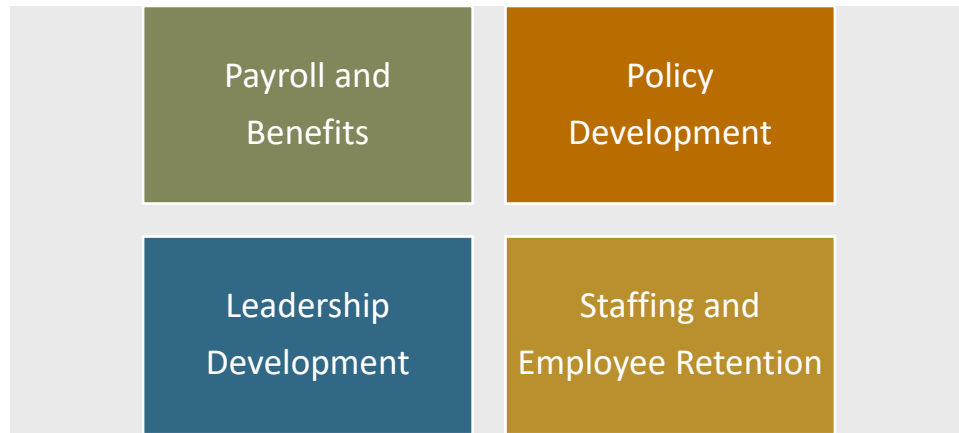 Payroll and
Benefits
Policy
Development
Leadership
Development
Staffing and
Employee Retention